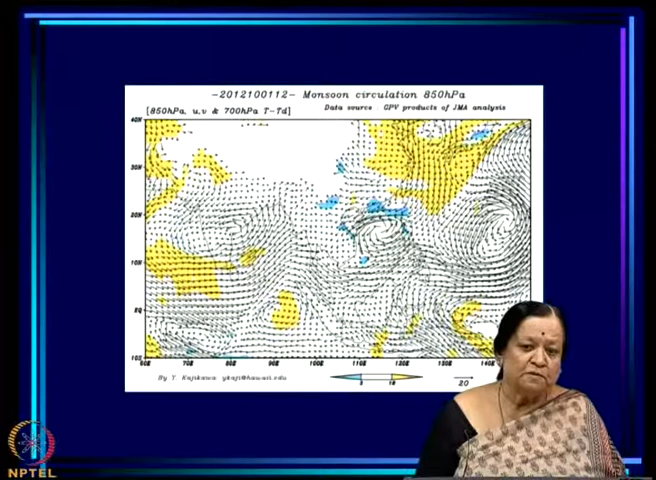 -2012100112- Monsoon circulation 850hPa
[850hPa, u,v & 700hPa T-Td] Data source GPV products of JMA analysis
40N
30N
20N
10N
EQ
10S
60E 70E 80E 90E 100E 110E 120E 130E 140E
By Y. Kajikawa ykaji@hawaii.edu
20
NPTEL